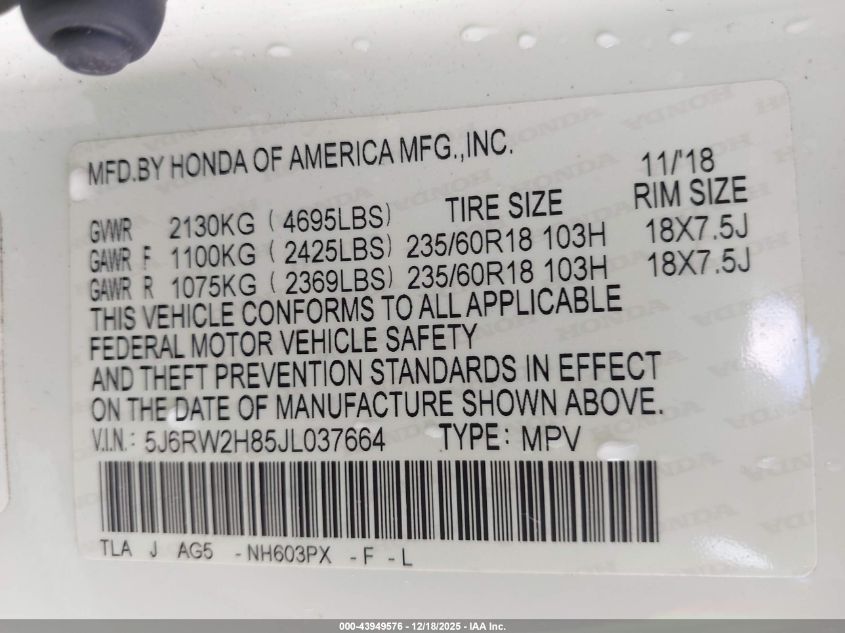 MFD.BY HONDA OF AMERICA MFG.,INC. 11/'18
GVWR 2130KG ( 4695LBS) TIRE SIZE RIM SIZE
GAWR F 1100KG ( 2425LBS) 235/60R18 103H 18X7.5J
GAWR R 1075KG ( 2369LBS) 235/60R18 103H 18X7.5J
THIS VEHICLE CONFORMS TO ALL APPLICABLE
FEDERAL MOTOR VEHICLE SAFETY
AND THEFT PREVENTION STANDARDS IN EFFECT
ON THE DATE OF MANUFACTURE SHOWN ABOVE.
V.I.N.: 5J6RW2H85JL037664 TYPE: MPV
TLA J AG5 -NH603PX -F -L
000-43949576 - 12/18/2025 - IAA Inc.